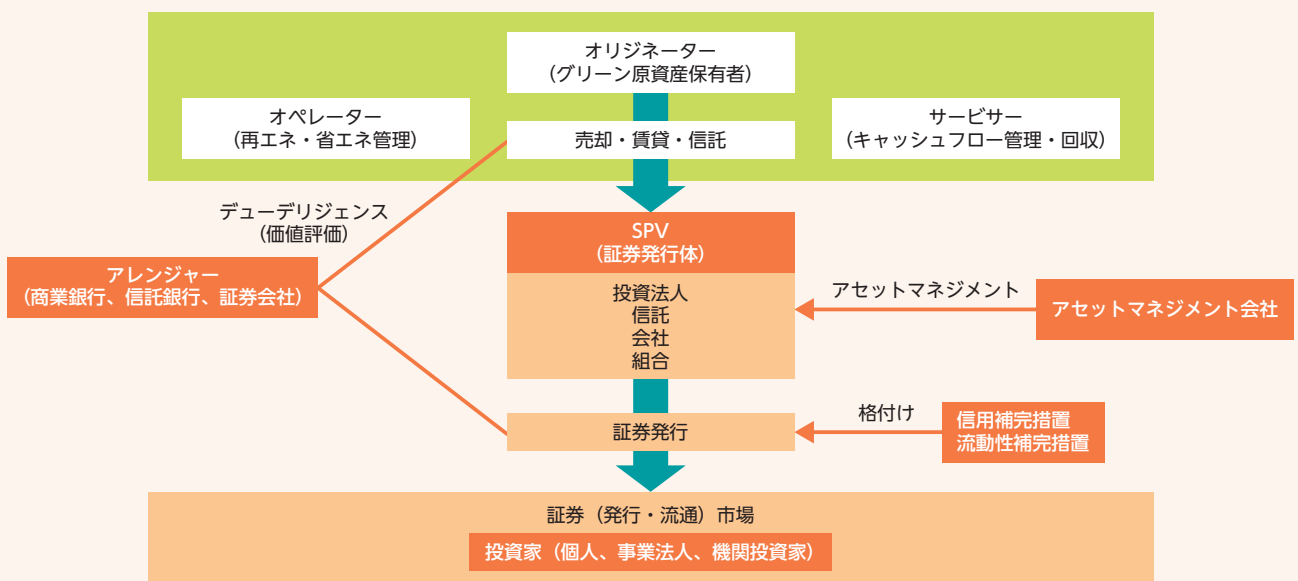 オリジネーター
(グリーン原資産保有者)
オペレーター
(再エネ・省エネ管理)
売却・賃貸・信託
サービサー
(キャッシュフロー管理・回収)
デューデリジェンス
(価値評価)
SPV
(証券発行体)
アレンジャー
(商業銀行、信託銀行、証券会社)
投資法人
信託
会社
組合
アセットマネジメント
アセットマネジメント会社
証券発行
格付け
信用補完措置
流動性補完措置
証券(発行・流通)市場
投資家(個人、事業法人、機関投資家)